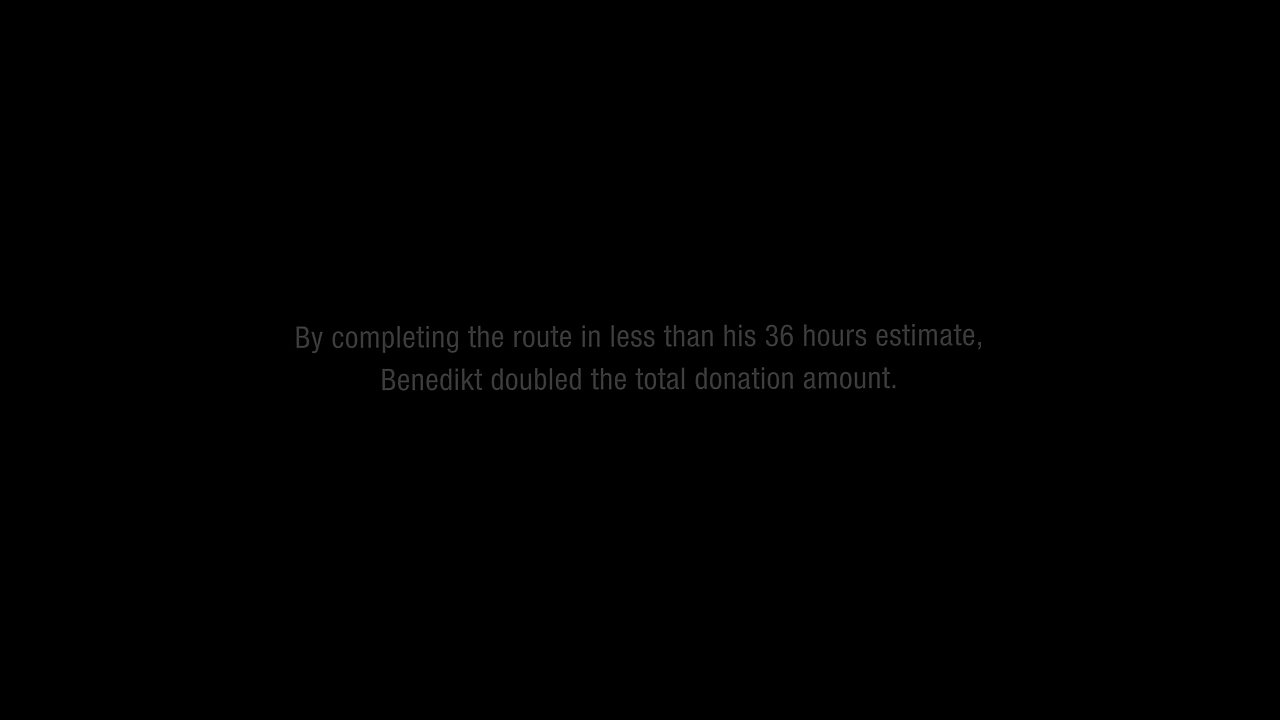 By completing the route in less than his 36 hours estimate,
Benedikt doubled the total donation amount.